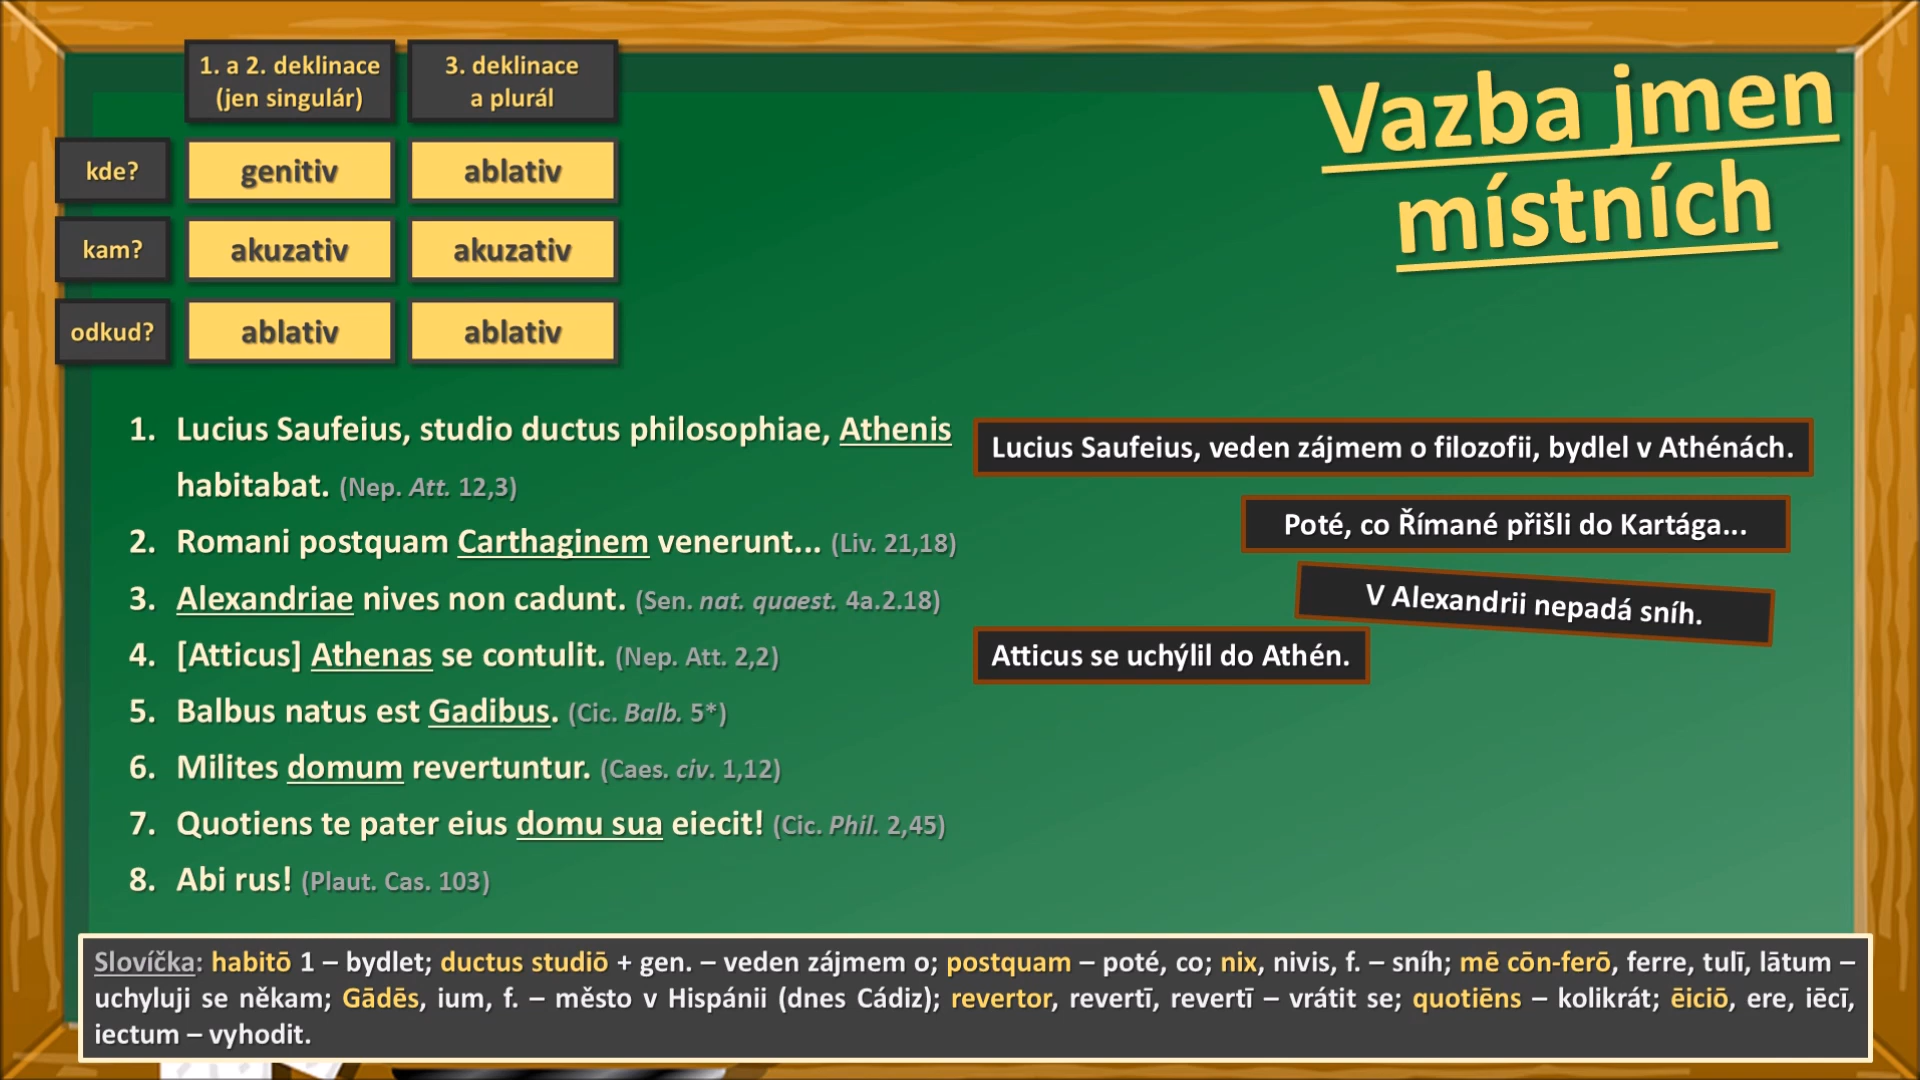 Vazba jmen
místních
1. a 2. deklinace
(jen singulár)
3. deklinace
a plurál
kde?
genitiv
ablativ
kam?
akuzativ
akuzativ
odkud?
ablativ
ablativ
1. Lucius Saufeius, studio ductus philosophiae, Athenis
habitabat. (Nep. Att. 12,3)
Lucius Saufeius, veden zájmem o filozofii, bydlel v Athénách.
2. Romani postquam Carthaginem venerunt... (Liv. 21,18)
Poté, co Římané přišli do Kartága...
3. Alexandriae nives non cadunt. (Sen. nat. quaest. 4a.2.18)
V Alexandrii nepadá sníh.
4. [Atticus] Athenas se contulit. (Nep. Att. 2,2)
Atticus se uchýlil do Athén.
5. Balbus natus est Gadibus. (Cic. Balb. 5*)
6. Milites domum revertuntur. (Caes. civ. 1,12)
7. Quotiens te pater eius domu sua eiecit! (Cic. Phil. 2,45)
8. Abi rus! (Plaut. Cas. 103)
Slovíčka: habitō 1 – bydlet; ductus studiō + gen. – veden zájmem o; postquam – poté, co; nix, nivis, f. – sníh; mē cōn-ferō, ferre, tulī, lātum –
uchyluji se někam; Gādēs, ium, f. – město v Hispánii (dnes Cádiz); revertor, revertī, revertī – vrátit se; quotiēns – kolikrát; ēiciō, ere, iēcī,
iectum – vyhodit.